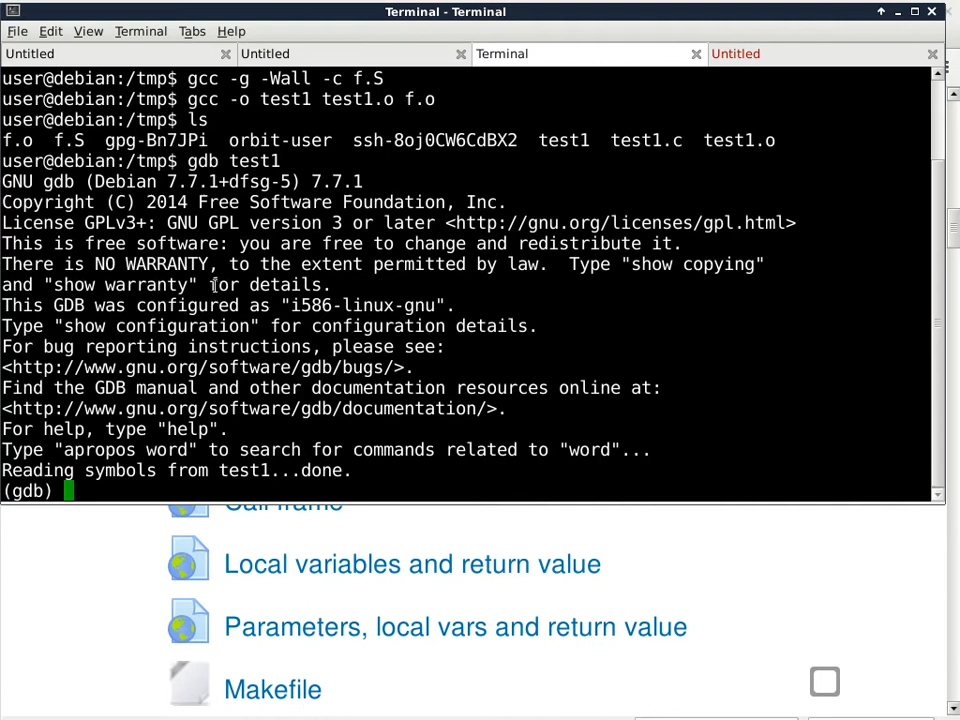 Terminal - Terminal
File Edit View Terminal Tabs Help
Untitled Untitled Terminal Untitled
user@debian:/tmp$ gcc -g -Wall -c f.S
user@debian:/tmp$ gcc -o test1 test1.o f.o
user@debian:/tmp$ ls
f.o f.S gpg-Bn7JPi orbit-user ssh-8oj0CW6CdBX2 test1 test1.c test1.o
user@debian:/tmp$ gdb test1
GNU gdb (Debian 7.7.1+dfsg-5) 7.7.1
Copyright (C) 2014 Free Software Foundation, Inc.
License GPLv3+: GNU GPL version 3 or later <http://gnu.org/licenses/gpl.html>
This is free software: you are free to change and redistribute it.
There is NO WARRANTY, to the extent permitted by law. Type "show copying"
and "show warranty" for details.
This GDB was configured as "i586-linux-gnu".
Type "show configuration" for configuration details.
For bug reporting instructions, please see:
<http://www.gnu.org/software/gdb/bugs/>.
Find the GDB manual and other documentation resources online at:
<http://www.gnu.org/software/gdb/documentation/>.
For help, type "help".
Type "apropos word" to search for commands related to "word"...
Reading symbols from test1...done.
(gdb)
Call frame
Local variables and return value
Parameters, local vars and return value
Makefile